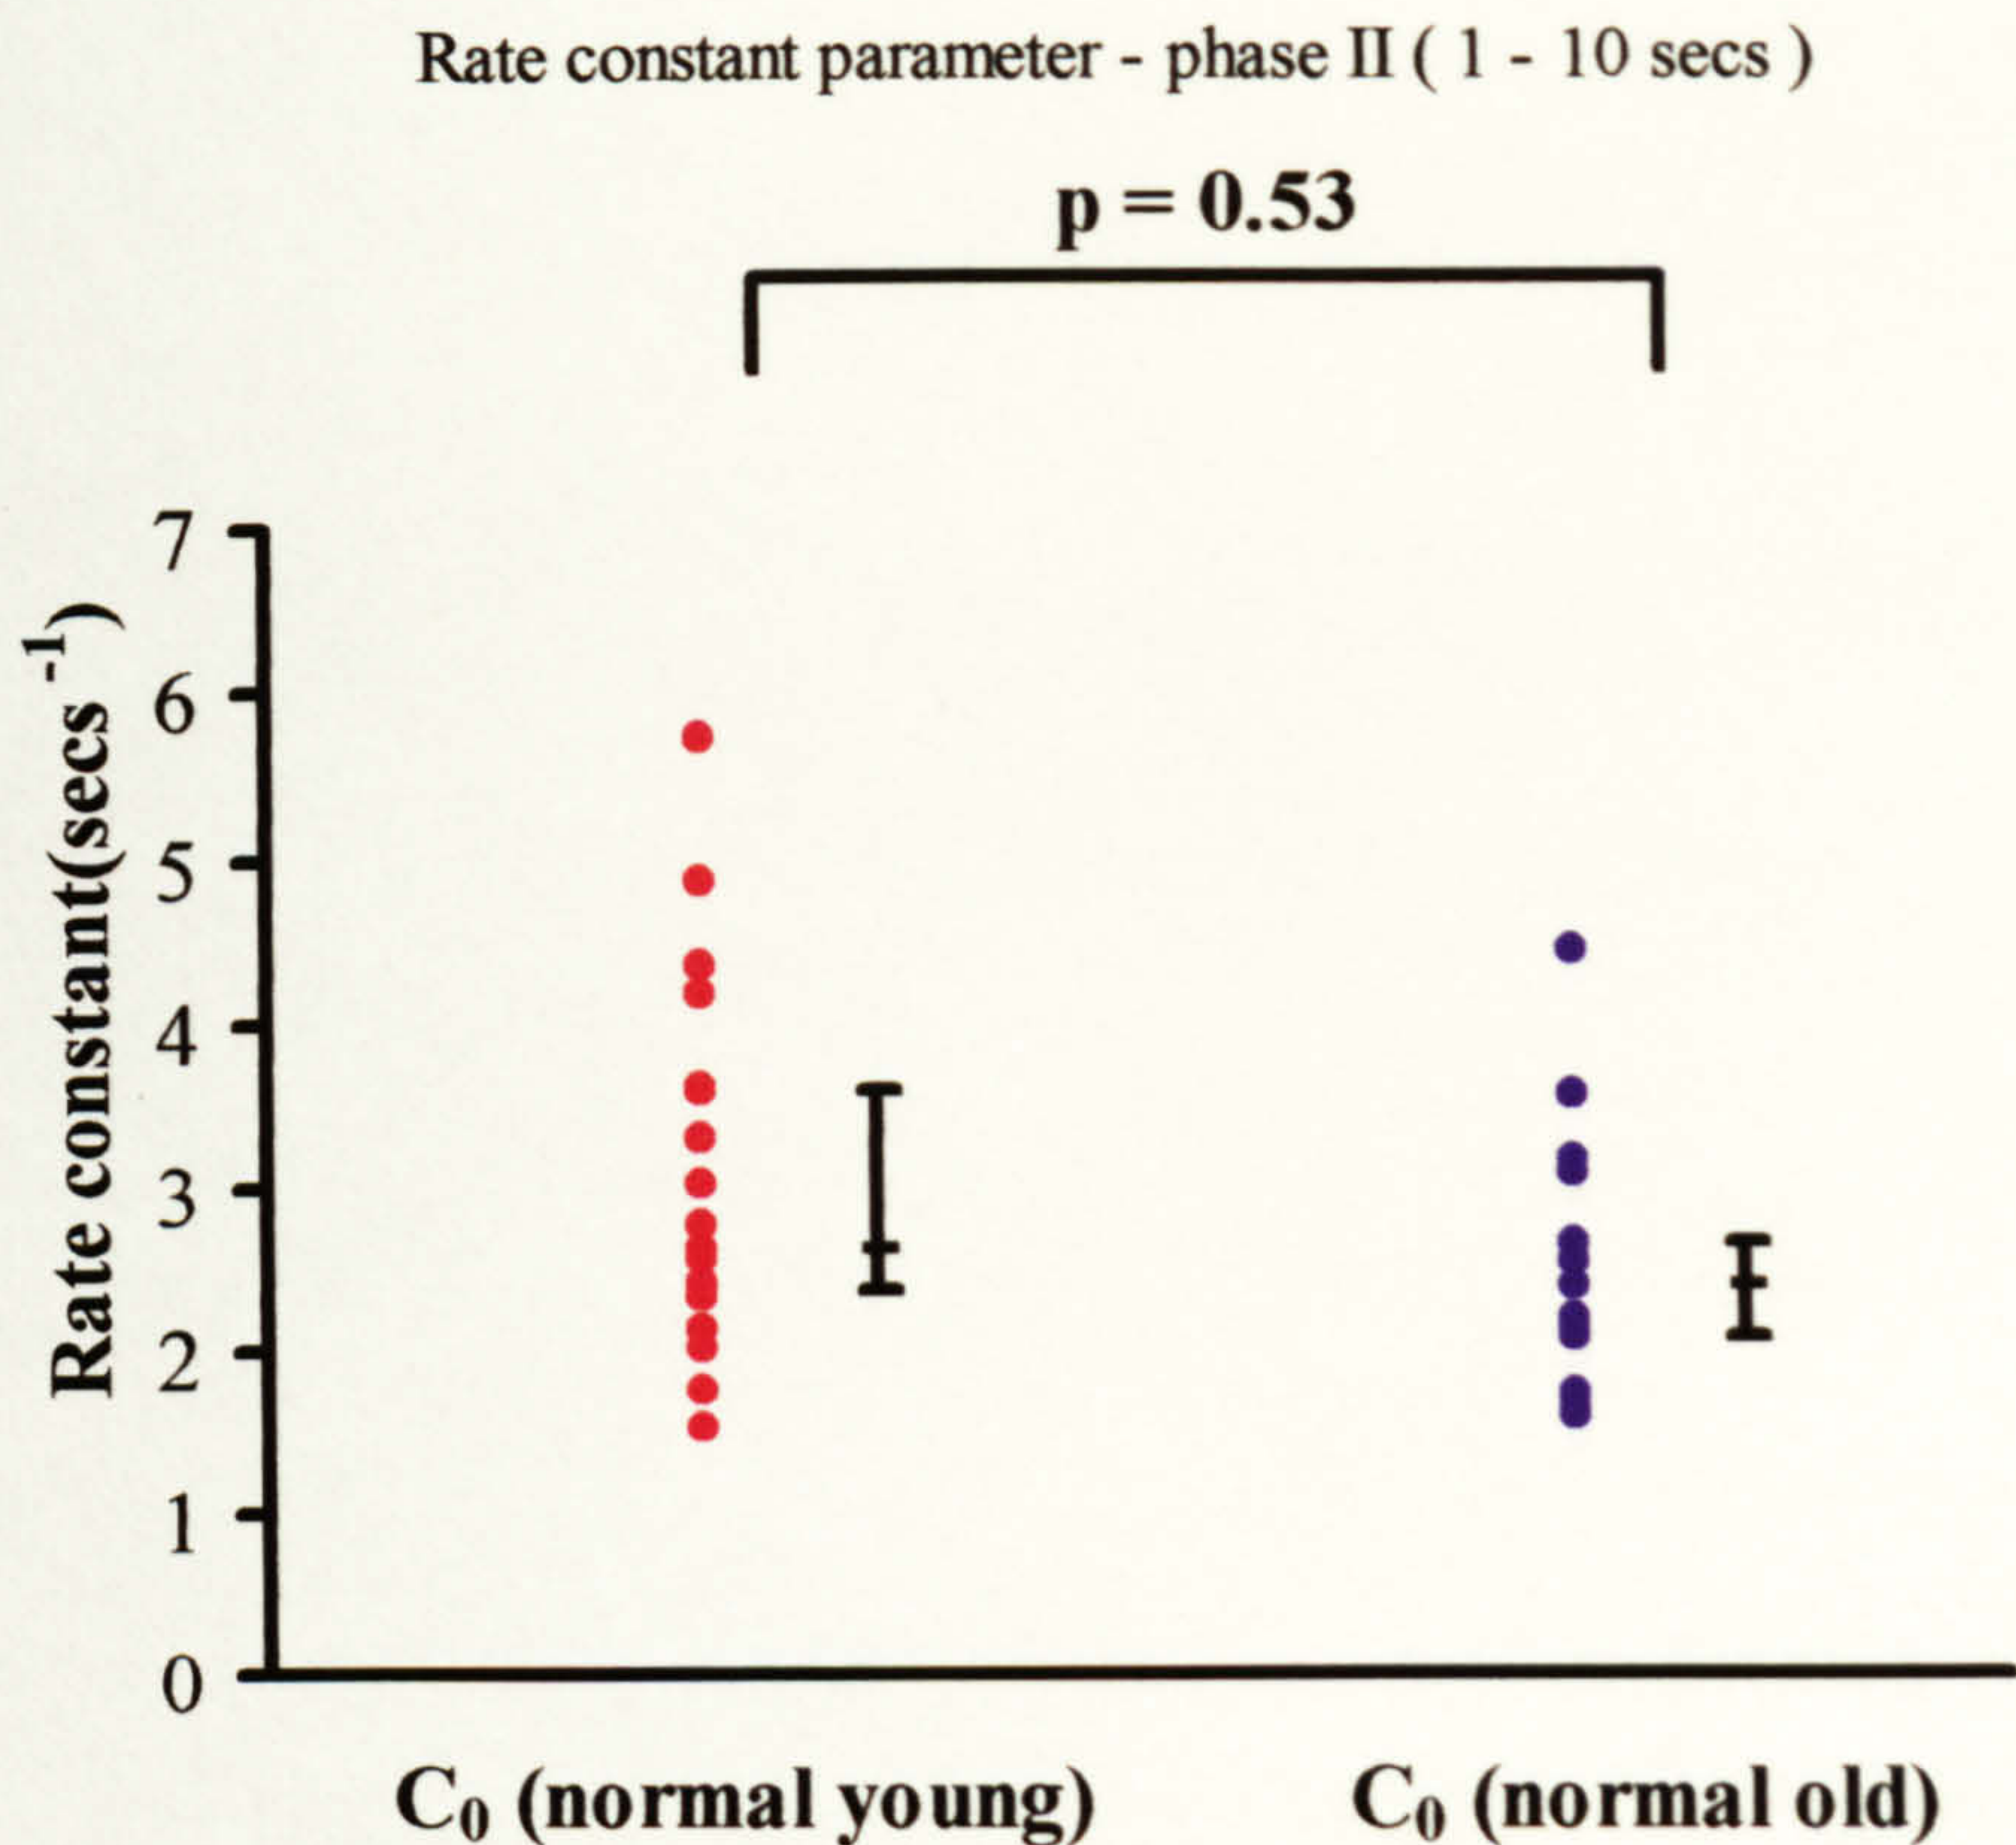 Rate constant parameter - phase II ( 1 - 10 secs )
p = 0.53
Rate constant(secs -1)
7
6
5
4
3
2
1
0
C0 (normal young)
C0 (normal old)